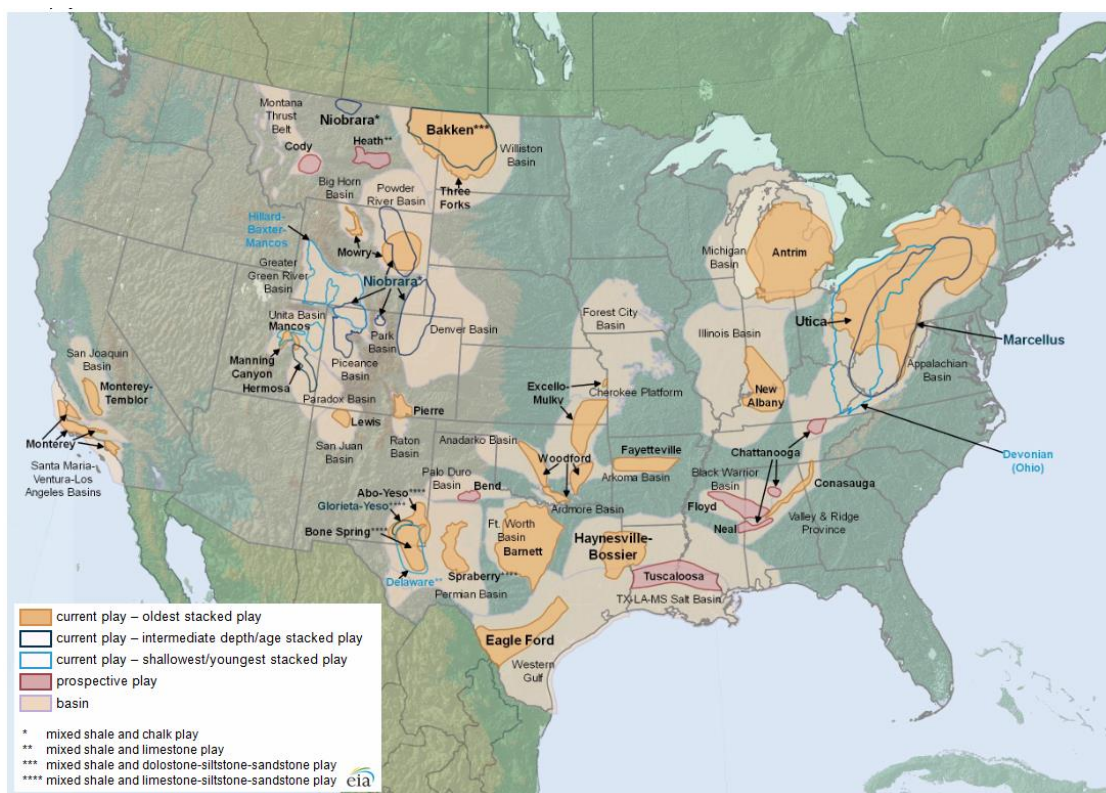 Montana
Thrust
Belt
Niobrara*
Cody
Heath**
Bakken***
Williston
Basin
Big Horn
Basin
Powder
River Basin
Three
Forks
Hillard-
Baxter-
Mancos
Mowry
Greater
Green River
Basin
Niobrara*
Unita Basin
Mancos
Park
Basin
Denver Basin
Manning
Canyon
Hermosa
Piceance
Basin
Paradox Basin
San Joaquin
Basin
Monterey-
Temblor
Monterey
Santa Maria-
Ventura-Los
Angeles Basins
Lewis
San Juan
Basin
Pierre
Raton
Basin
Michigan
Basin
Antrim
Forest City
Basin
Illinois Basin
Utica
Marcellus
Appalachian
Basin
Excello-
Mulky
Cherokee Platform
New
Albany
Devonian
(Ohio)
Anadarko Basin
Woodford
Fayetteville
Arkoma Basin
Chattanooga
Palo Duro
Basin
Bend
Ardmore Basin
Black Warrior
Basin
Conasauga
Floyd
Neal
Valley & Ridge
Province
Abo-Yeso****
Glorieta-Yeso****
Bone Spring****
Delaware**
Ft. Worth
Basin
Barnett
Spraberry****
Permian Basin
Haynesville-
Bossier
Tuscaloosa
TX-LA-MS Salt Basin
Eagle Ford
Western
Gulf
current play – oldest stacked play
current play – intermediate depth/age stacked play
current play – shallowest/youngest stacked play
prospective play
basin
* mixed shale and chalk play
** mixed shale and limestone play
*** mixed shale and dolostone-siltstone-sandstone play
**** mixed shale and limestone-siltstone-sandstone play
eia